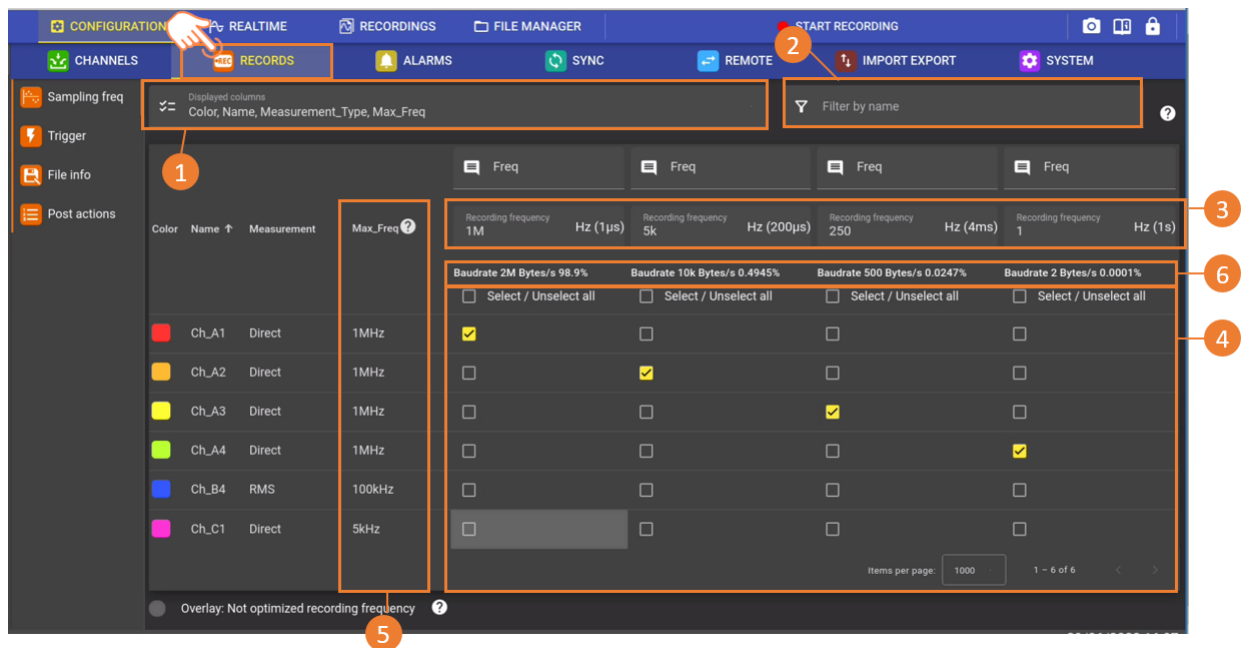 CONFIGURATION
REALTIME
RECORDINGS
FILE MANAGER
START RECORDING
CHANNELS
+REC RECORDS
ALARMS
SYNC
REMOTE
IMPORT EXPORT
SYSTEM
2
Sampling freq
Trigger
File info
Post actions
Displayed columns
Color, Name, Measurement_Type, Max_Freq
Filter by name
1
Freq Freq Freq Freq
Color Name ↑ Measurement Max_Freq
Recording frequency Recording frequency Recording frequency Recording frequency
1M Hz (1µs) 5k Hz (200µs) 250 Hz (4ms) 1 Hz (1s)
3
Baudrate 2M Bytes/s 98.9% Baudrate 10k Bytes/s 0.4945% Baudrate 500 Bytes/s 0.0247% Baudrate 2 Bytes/s 0.0001%
6
Select / Unselect all Select / Unselect all Select / Unselect all Select / Unselect all
Ch_A1 Direct 1MHz
4
Ch_A2 Direct 1MHz
Ch_A3 Direct 1MHz
Ch_A4 Direct 1MHz
Ch_B4 RMS 100kHz
Ch_C1 Direct 5kHz
Items per page: 1000 1 – 6 of 6
Overlay: Not optimized recording frequency ?
5